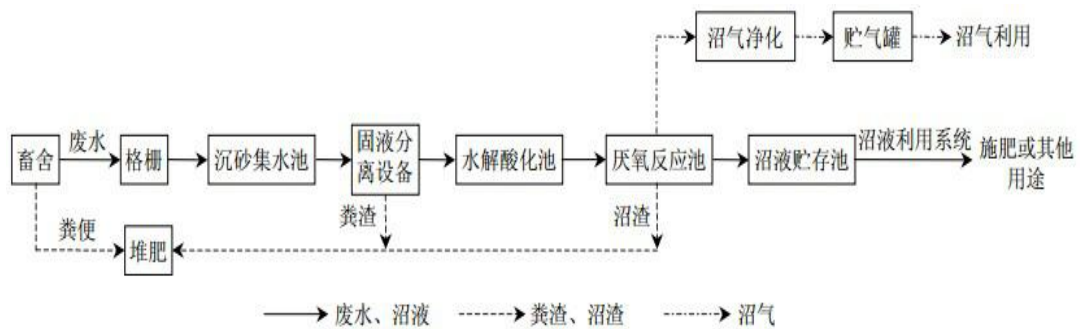 沼气净化
贮气罐
沼气利用
畜舍
废水
格栅
沉砂集水池
固液分
离设备
水解酸化池
厌氧反应池
沼液贮存池
沼液利用系统
施肥或其他
用途
粪便
堆肥
粪渣
沼渣
废水、沼液
粪渣、沼渣
沼气